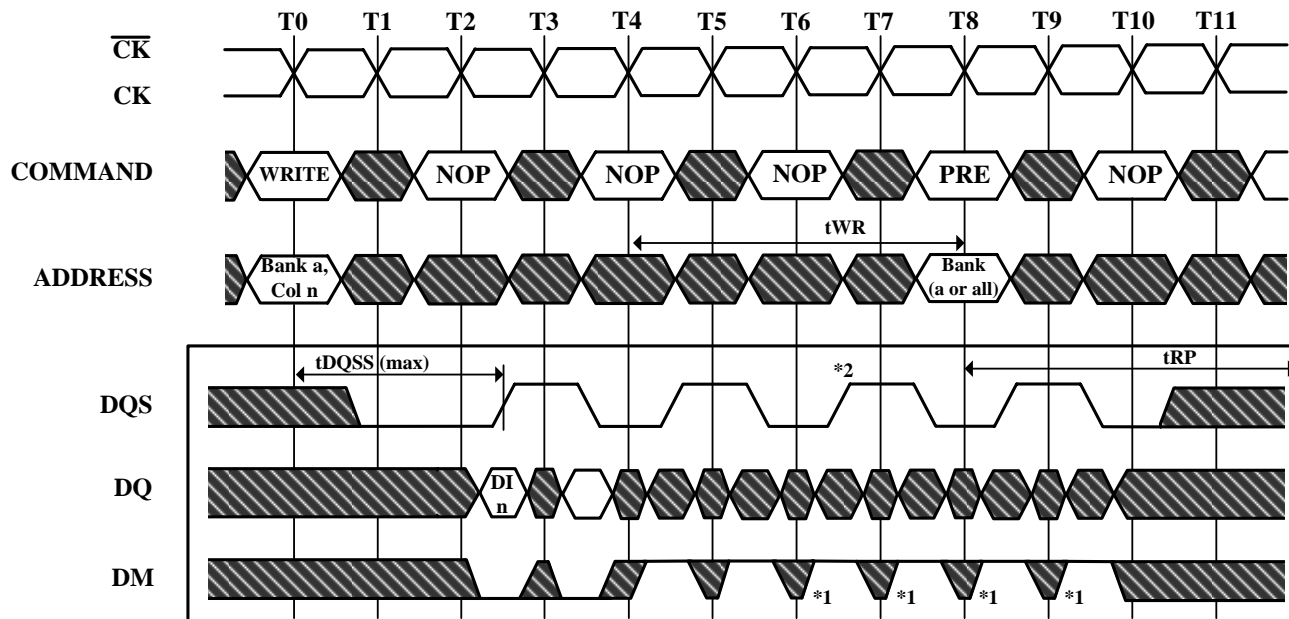 T0 T1 T2 T3 T4 T5 T6 T7 T8 T9 T10 T11
CK
CK
COMMAND WRITE NOP NOP NOP PRE NOP
tWR
ADDRESS Bank a, Col n Bank (a or all)
tDQSS (max) *2 tRP
DQS
DQ DI n
DM *1 *1 *1 *1